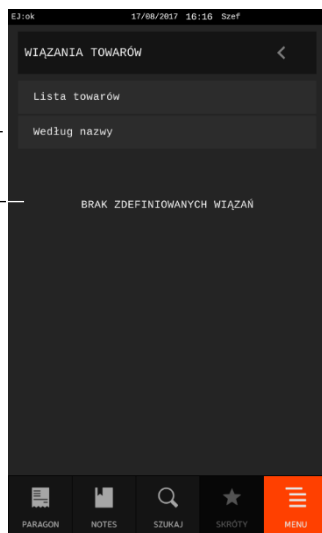 EJ:ok 17/08/2017 16:16 Szef
WIĄZANIA TOWARÓW
Lista towarów
Według nazwy
BRAK ZDEFINIOWANYCH WIĄZAŃ
PARAGON NOTES SZUKAJ SKRÓTY MENU